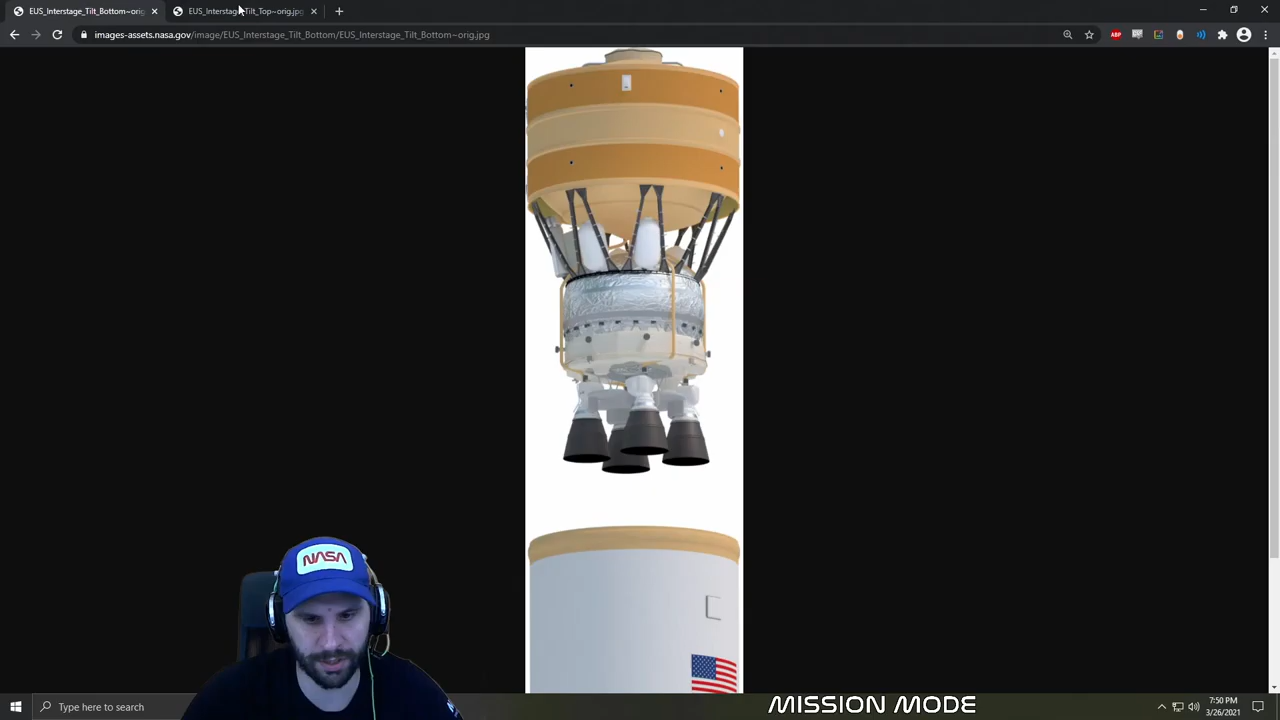 EUS_Interstage_Tilt_Bottom~orig
EUS_Interstage_Tilt_Top~orig.jpg
images-assets.nasa.gov/image/EUS_Interstage_Tilt_Bottom/EUS_Interstage_Tilt_Bottom~orig.jpg
ABP
NASA
MISSION MODE
Type here to search
7:50 PM
3/26/2021